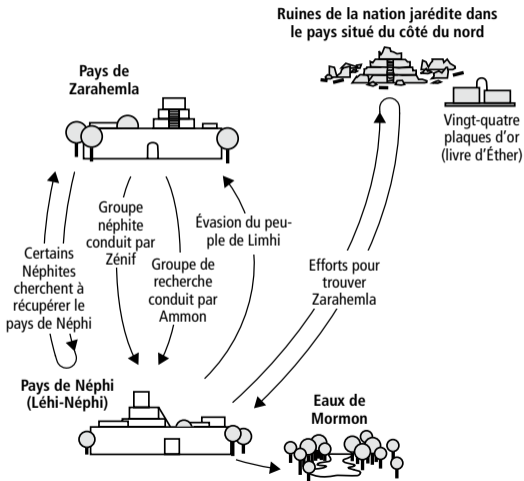 Ruines de la nation jarédite dans
le pays situé du côté du nord
Pays de
Zarahemla
Vingt-quatre
plaques d'or
(livre d'Éther)
Certains
Néphites
cherchent à
récupérer le
pays de Néphi
Groupe
néphite
conduit par
Zénif
Groupe de
recherche
conduit par
Ammon
Évasion du peu-
ple de Limhi
Efforts pour
trouver
Zarahemla
Pays de Néphi
(Léhi-Néphi)
Eaux de
Mormon